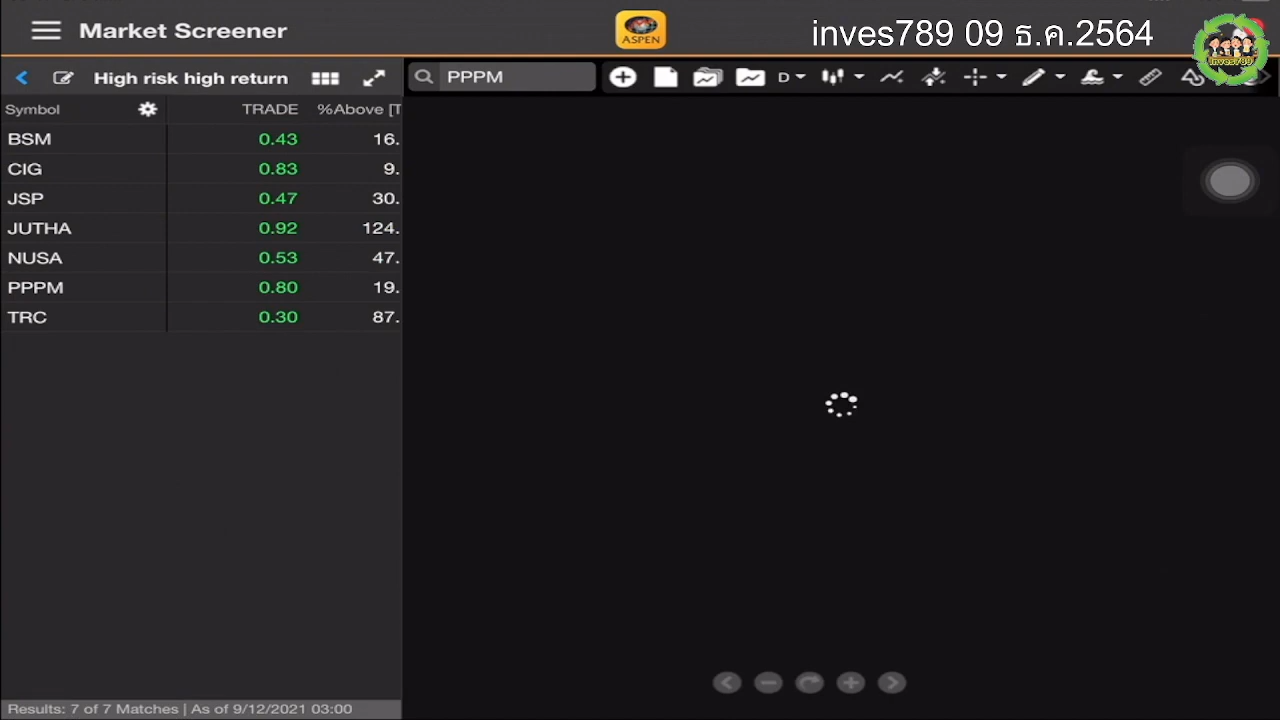 Market Screener
ASPEN
inves789 09 ธ.ค.2564
Inves789
High risk high return
PPPM
D
Symbol TRADE %Above [T
BSM 0.43 16.
CIG 0.83 9.
JSP 0.47 30.
JUTHA 0.92 124.
NUSA 0.53 47.
PPPM 0.80 19.
TRC 0.30 87.
Results: 7 of 7 Matches | As of 9/12/2021 03:00